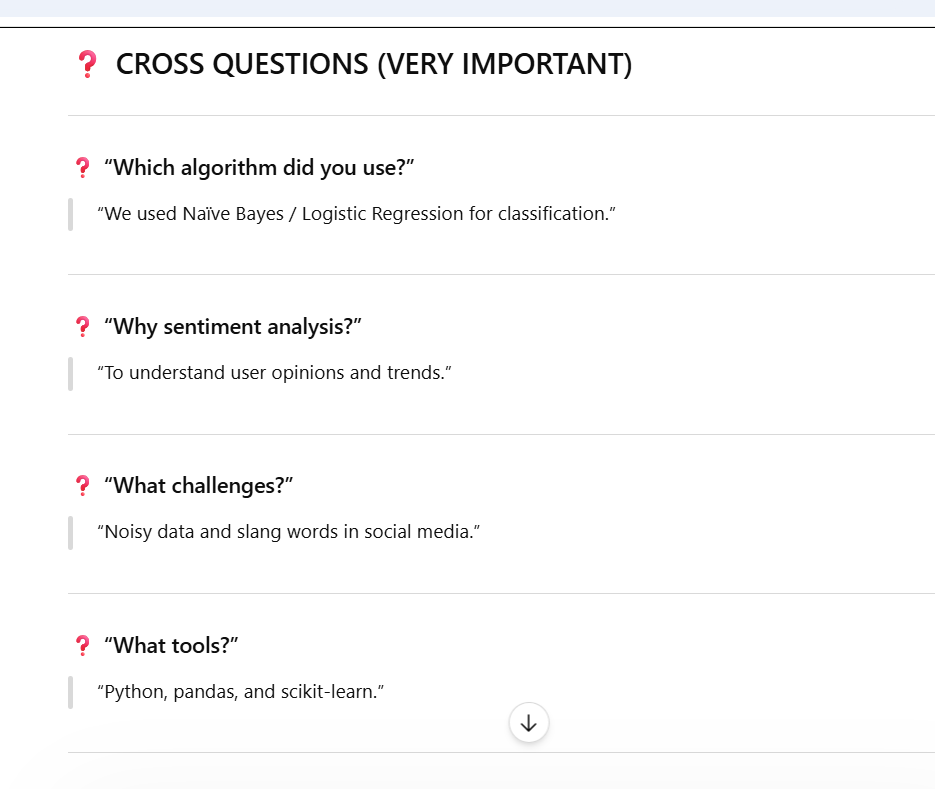 ❓ CROSS QUESTIONS (VERY IMPORTANT)
❓ “Which algorithm did you use?”
“We used Naïve Bayes / Logistic Regression for classification.”
❓ “Why sentiment analysis?”
“To understand user opinions and trends.”
❓ “What challenges?”
“Noisy data and slang words in social media.”
❓ “What tools?”
“Python, pandas, and scikit-learn.”